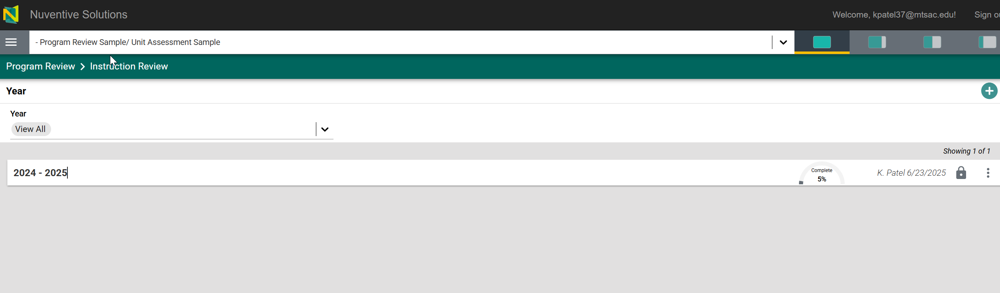 Nuventive Solutions
Welcome, kpatel37@mtsac.edu!
Sign
- Program Review Sample/ Unit Assessment Sample
Program Review > Instruction Review
Year
Year
View All
Showing 1 of 1
2024 - 2025
Complete
5%
K. Patel 6/23/2025